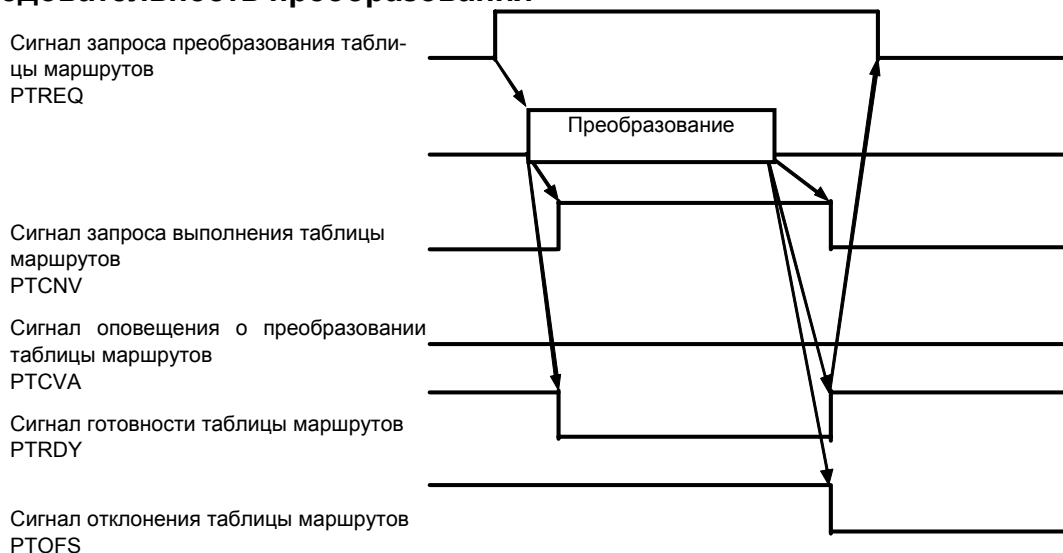 Сигнал запроса преобразования табли-
цы маршрутов
PTREQ
Преобразование
Сигнал запроса выполнения таблицы
маршрутов
PTCNV
Сигнал оповещения о преобразовании
таблицы маршрутов
PTCVA
Сигнал готовности таблицы маршрутов
PTRDY
Сигнал отклонения таблицы маршрутов
PTOFS